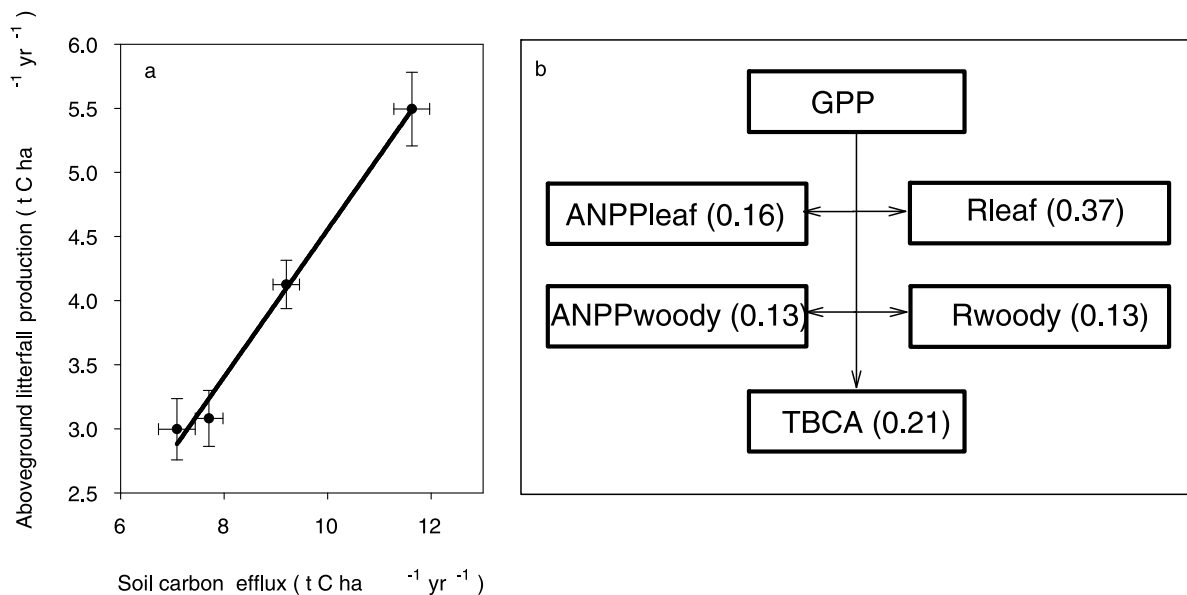 Aboveground litterfall production ( t C ha -1 yr -1 )
6.0
5.5
5.0
4.5
4.0
3.5
3.0
2.5
a
6 8 10 12
Soil carbon efflux ( t C ha -1 yr -1 )
b
GPP
ANPPleaf (0.16) Rleaf (0.37)
ANPPwoody (0.13) Rwoody (0.13)
TBCA (0.21)